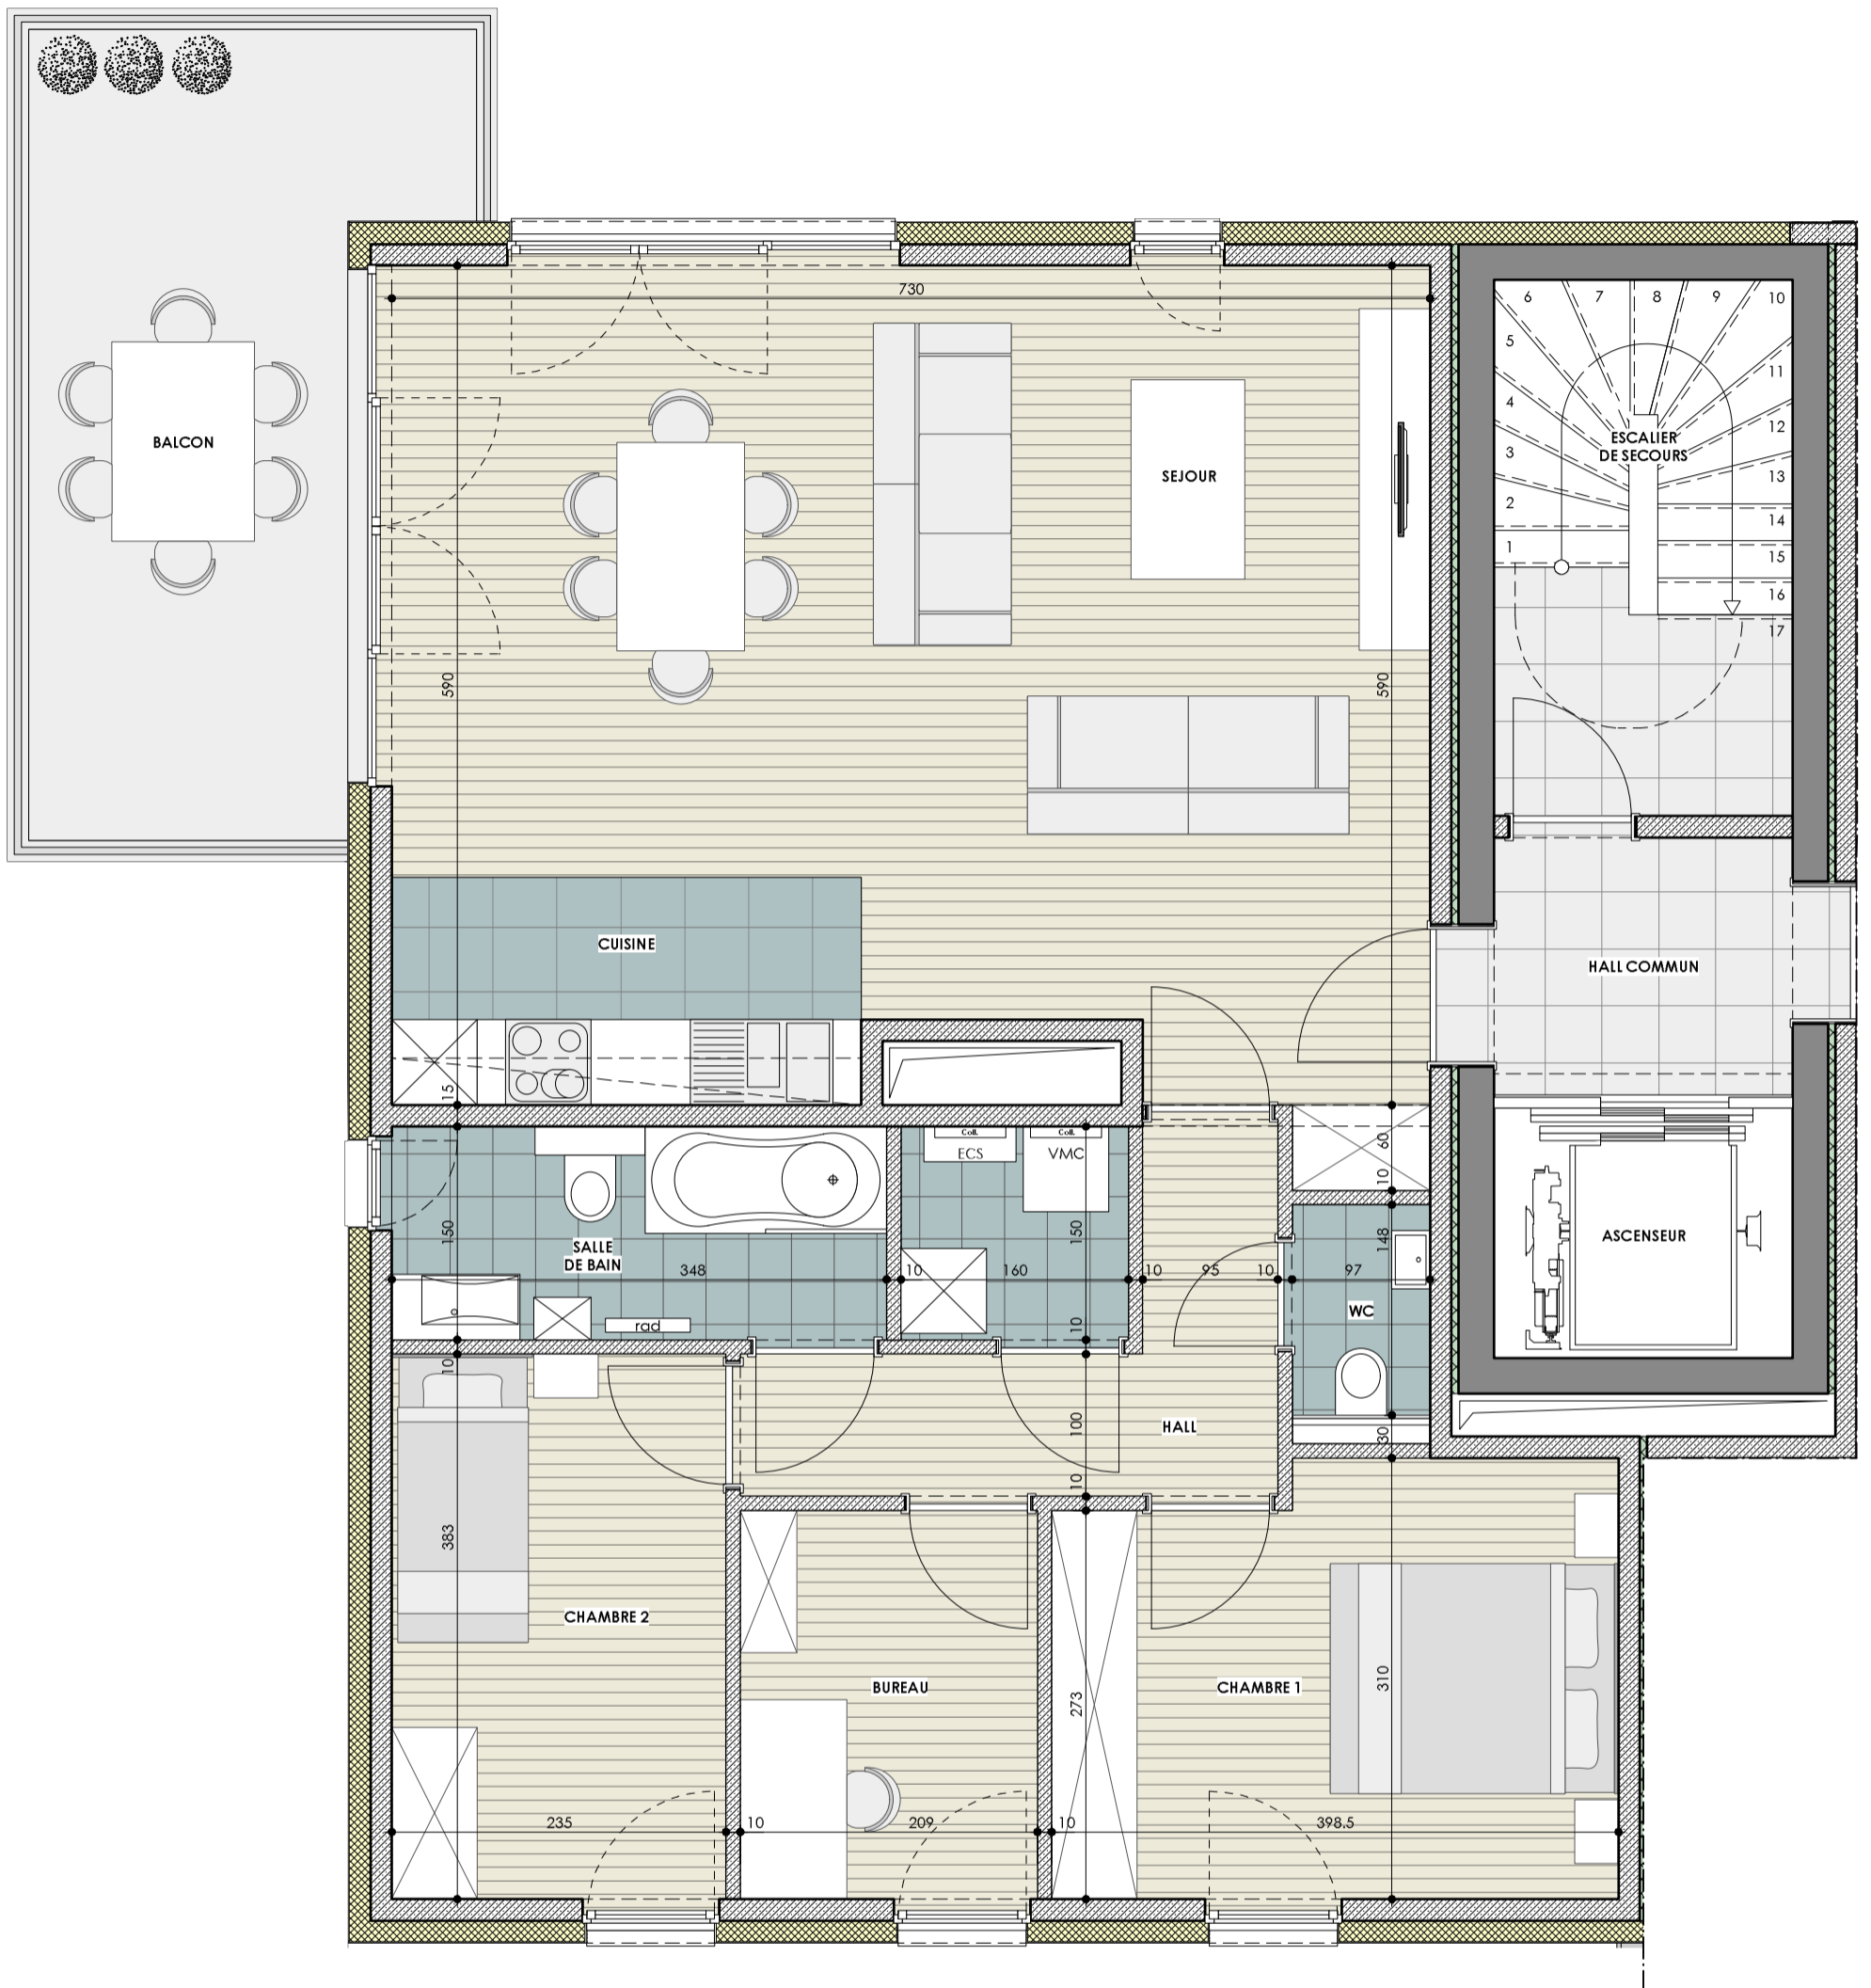 730
6
7
8
9
10
5
4
3
2
1
11
12
13
14
15
16
17
ESCALIER
DE SECOURS
BALCON
SEJOUR
590
590
CUISINE
HALL COMMUN
15
Coll.
ECS
Coll.
VMC
60
10
150
SALLE
DE BAIN
348
10
160
150
10
95
10
97
148
ASCENSEUR
WC
rad
10
10
100
HALL
30
10
383
CHAMBRE 2
BUREAU
273
CHAMBRE 1
310
235
10
209
10
398.5